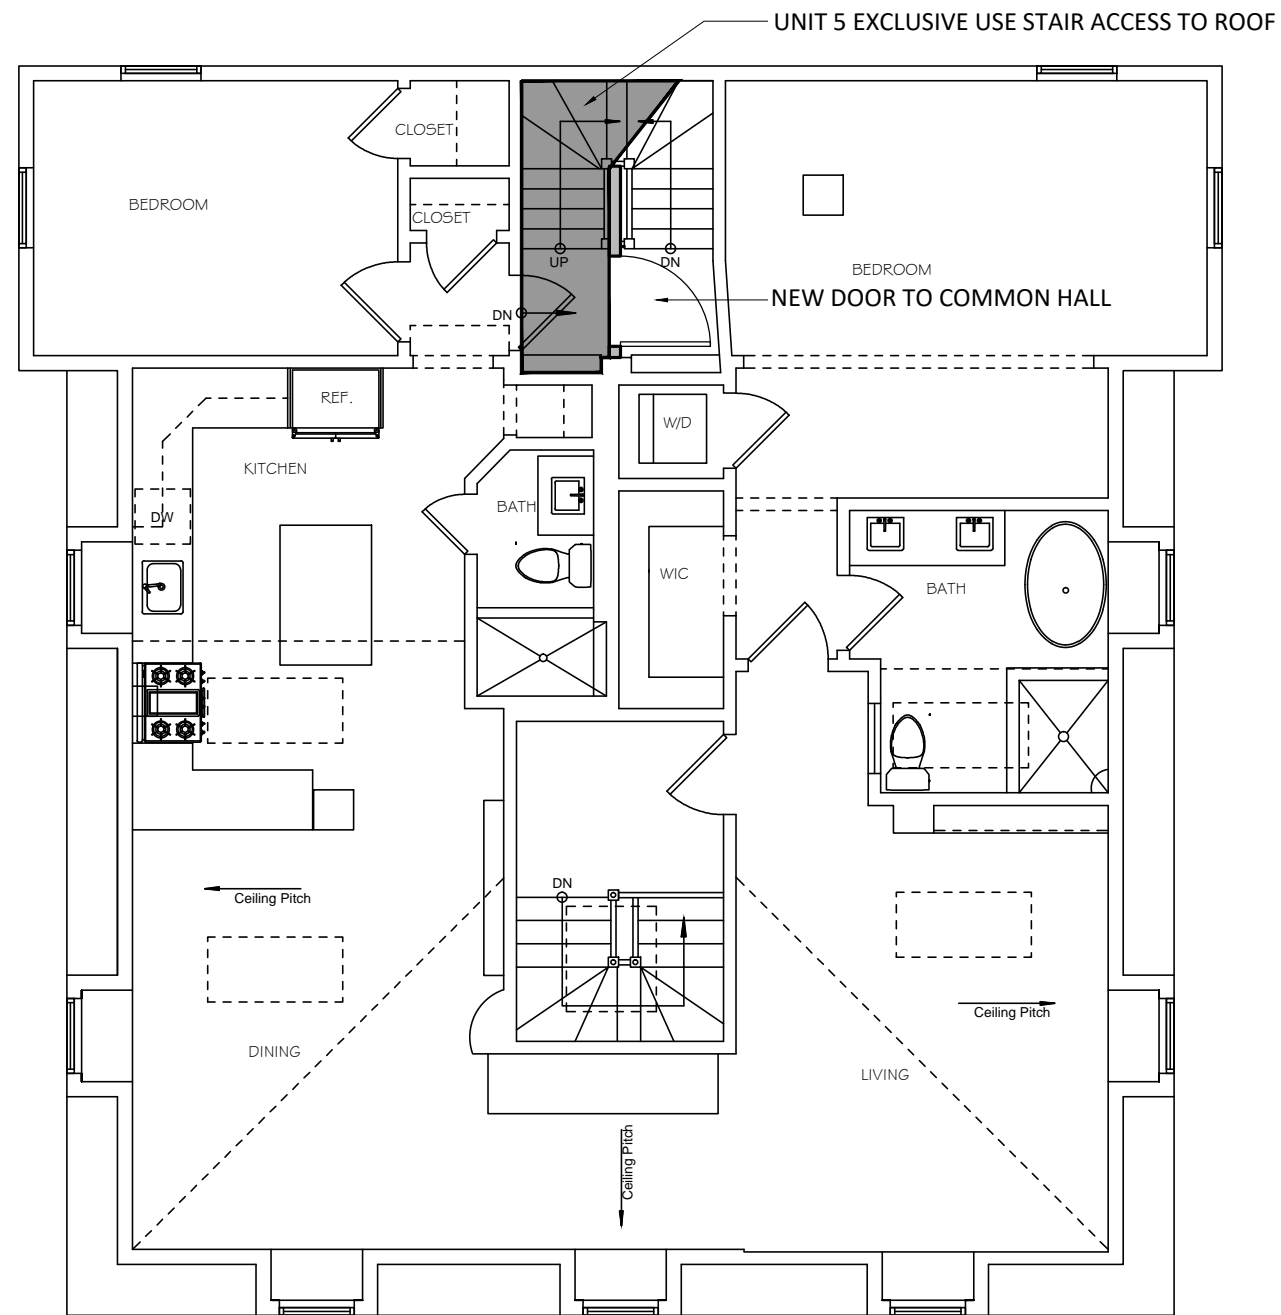 UNIT 5 EXCLUSIVE USE STAIR ACCESS TO ROOF
CLOSET
BEDROOM
CLOSET
UP
DN
BEDROOM
NEW DOOR TO COMMON HALL
DN
REF.
W/D
KITCHEN
BATH
DW
WIC
BATH
DN
Ceiling Pitch
Ceiling Pitch
DINING
LIVING
Ceiling Pitch